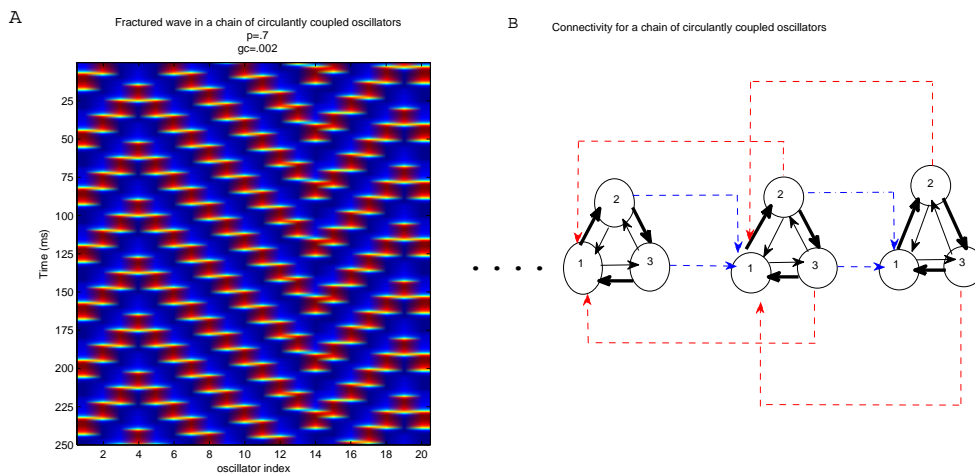 A
Fractured wave in a chain of circulantly coupled oscillators
p=.7
gc=.002
25
50
75
100
125
150
175
200
225
250
Time (ms)
2 4 6 8 10 12 14 16 18 20
oscillator index
B
Connectivity for a chain of circulantly coupled oscillators
2 2 2
1 3 1 3 1 3